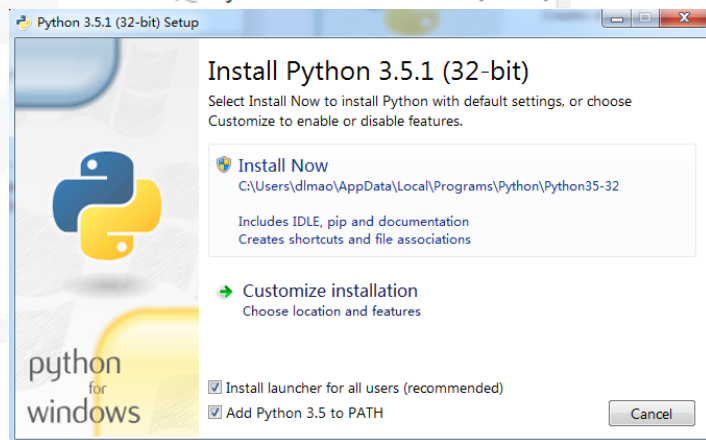 Python 3.5.1 (32-bit) Setup
Install Python 3.5.1 (32-bit)
Select Install Now to install Python with default settings, or choose
Customize to enable or disable features.
Install Now
C:\Users\dlmao\AppData\Local\Programs\Python\Python35-32
Includes IDLE, pip and documentation
Creates shortcuts and file associations
Customize installation
Choose location and features
python
for
windows
Install launcher for all users (recommended)
Add Python 3.5 to PATH
Cancel